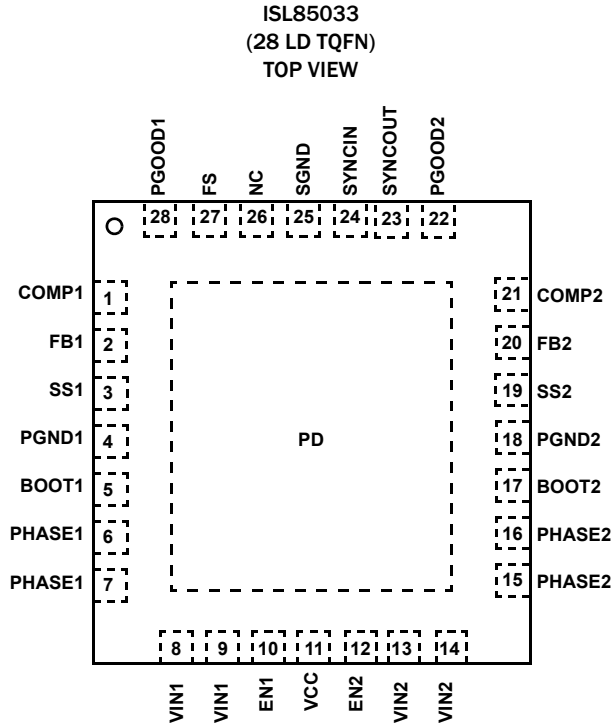 ISL85033
(28 LD TQFN)
TOP VIEW
PGOOD1
FS
NC
SGND
SYNCIN
SYNCOUT
PGOOD2
28 27 26 25 24 23 22
COMP1 1 21 COMP2
FB1 2 20 FB2
SS1 3 19 SS2
PGND1 4 PD 18 PGND2
BOOT1 5 17 BOOT2
PHASE1 6 16 PHASE2
PHASE1 7 15 PHASE2
8 9 10 11 12 13 14
VIN1
VIN1
EN1
VCC
EN2
VIN2
VIN2